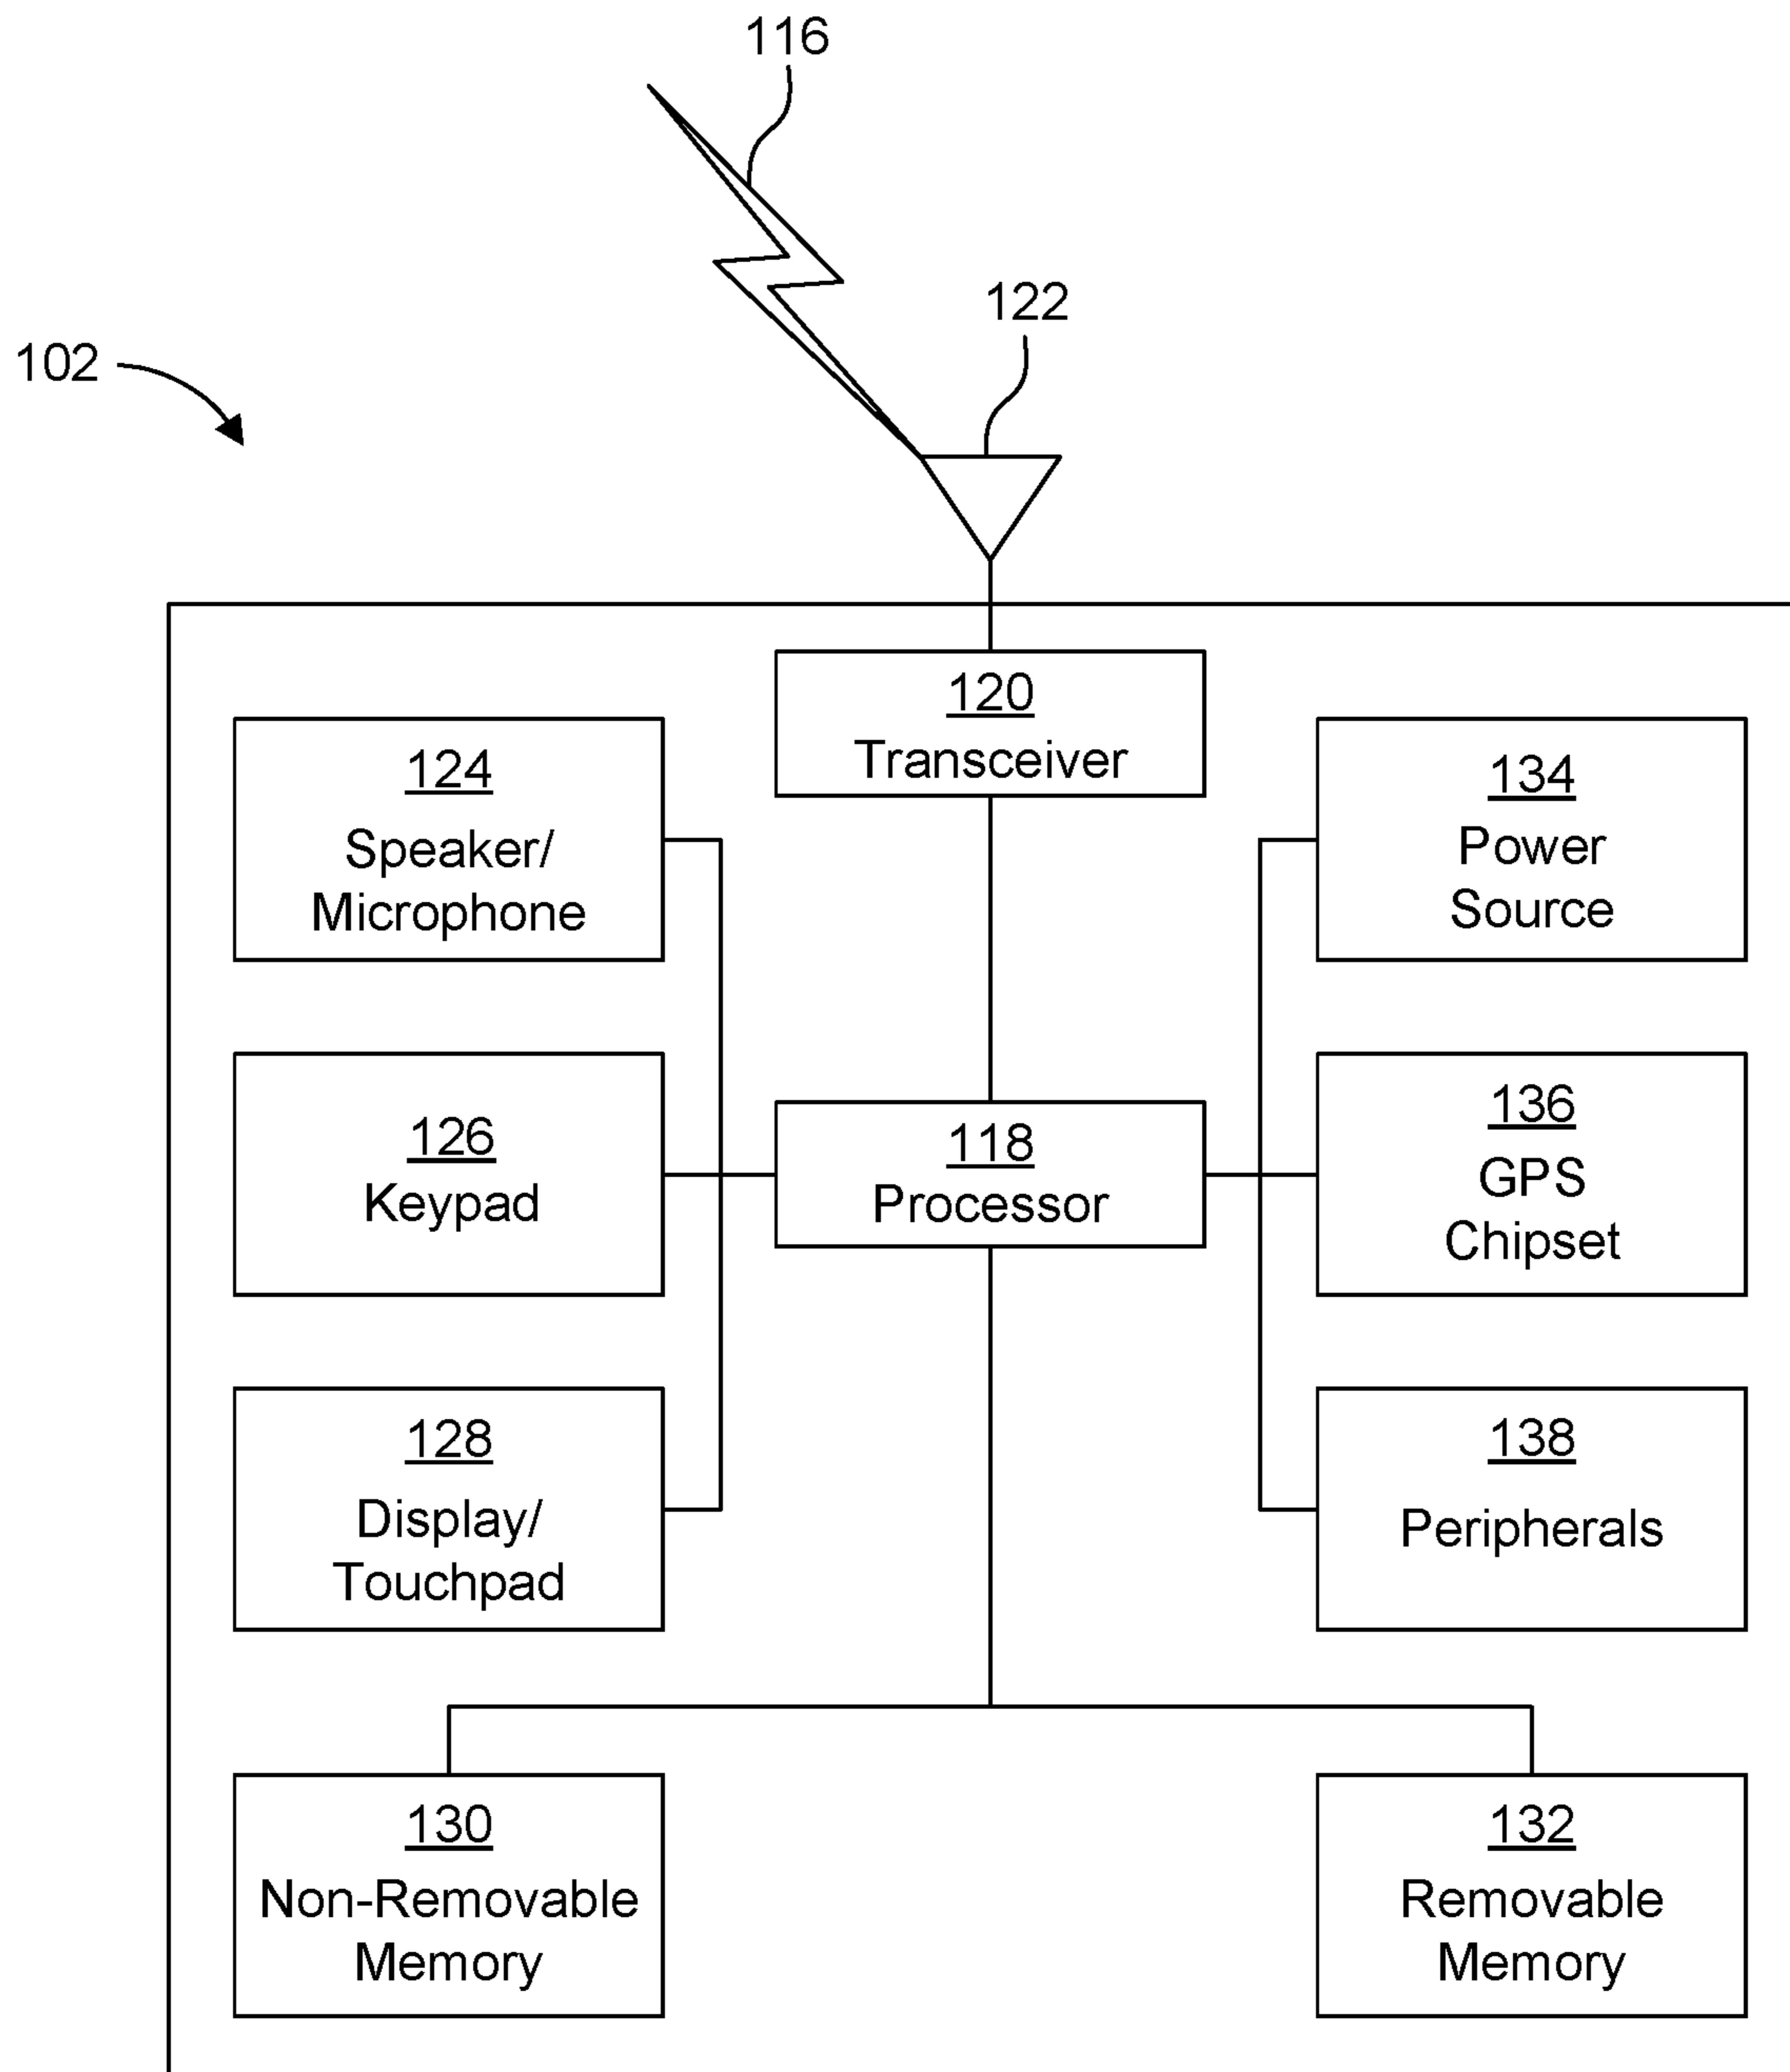 116
122
102
120
Transceiver
124
Speaker/
Microphone
134
Power
Source
126
Keypad
118
Processor
136
GPS
Chipset
128
Display/
Touchpad
138
Peripherals
130
Non-Removable
Memory
132
Removable
Memory